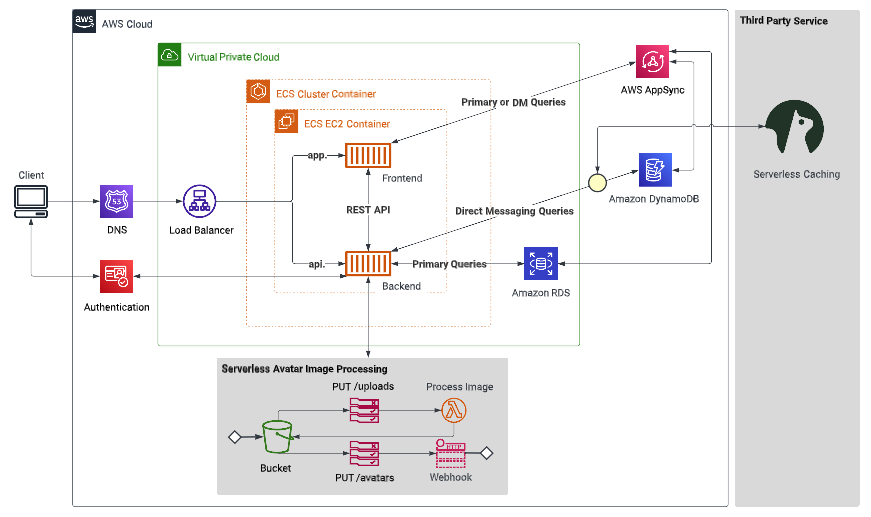 aws
AWS Cloud
Third Party Service
Virtual Private Cloud
ECS Cluster Container
AWS AppSync
Primary or DM Queries
ECS EC2 Container
app.
Frontend
Serverless Caching
Client
53
DNS
Load Balancer
REST API
Direct Messaging Queries
Amazon DynamoDB
api.
Primary Queries
Backend
Amazon RDS
Authentication
Serverless Avatar Image Processing
PUT /uploads
Process Image
HTTP
Bucket
PUT /avatars
Webhook